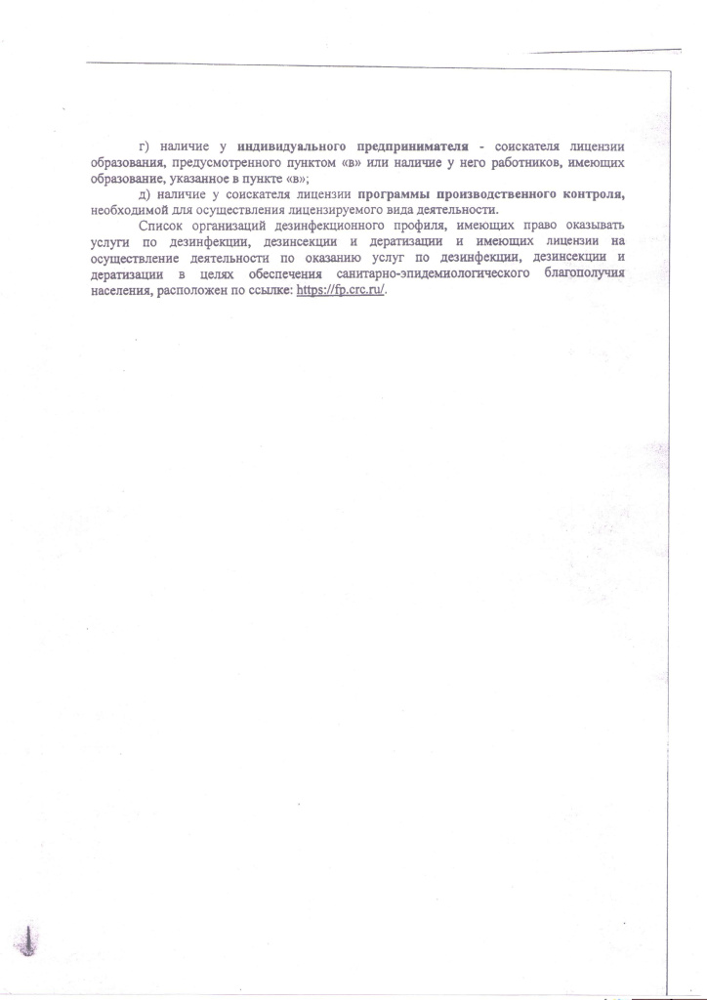 г) наличие у индивидуального предпринимателя - соискателя лицензии
образования, предусмотренного пунктом «в» или наличие у него работников, имеющих
образование, указанное в пункте «в»;
д) наличие у соискателя лицензии программы производственного контроля,
необходимой для осуществления лицензируемого вида деятельности.
Список организаций дезинфекционного профиля, имеющих право оказывать
услуги по дезинфекции, дезинсекции и дератизации и имеющих лицензии на
осуществление деятельности по оказанию услуг по дезинфекции, дезинсекции и
дератизации в целях обеспечения санитарно-эпидемиологического благополучия
населения, расположен по ссылке: https://fp.crc.ru/.